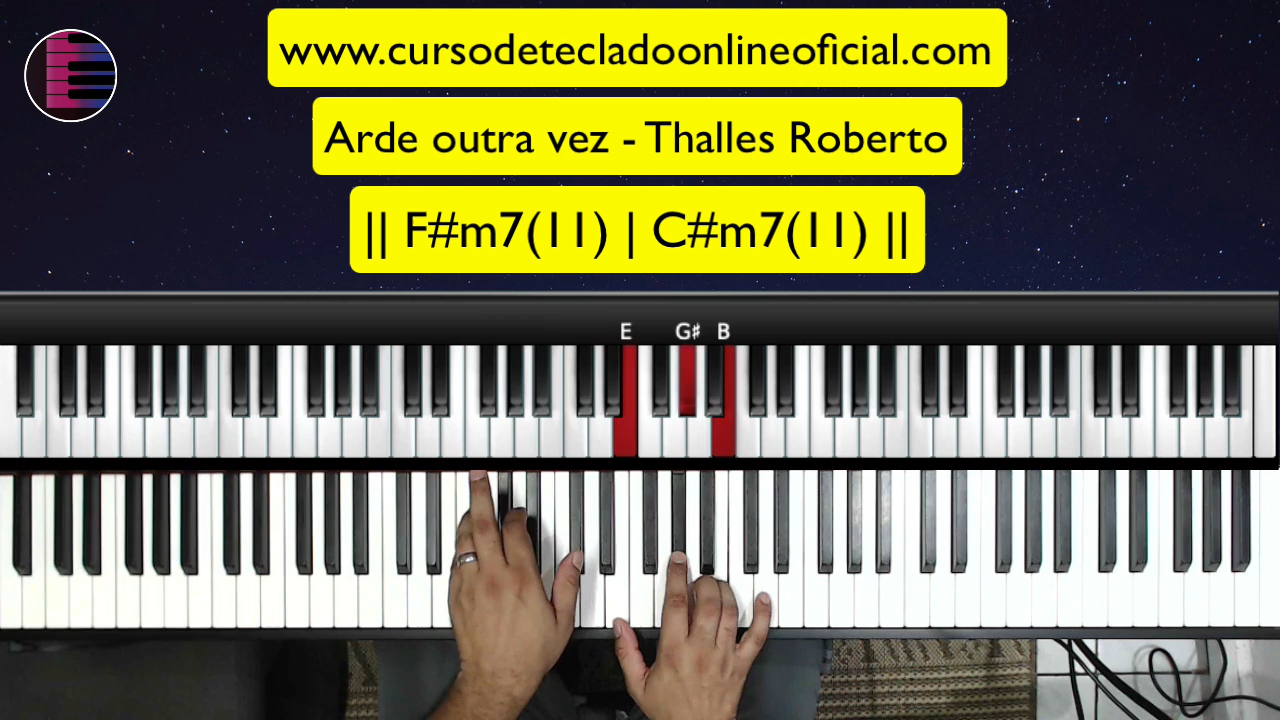 www.cursodetecladoonlineoficial.com
Arde outra vez - Thalles Roberto
|| F#m7(11) | C#m7(11) ||
E G♯ B